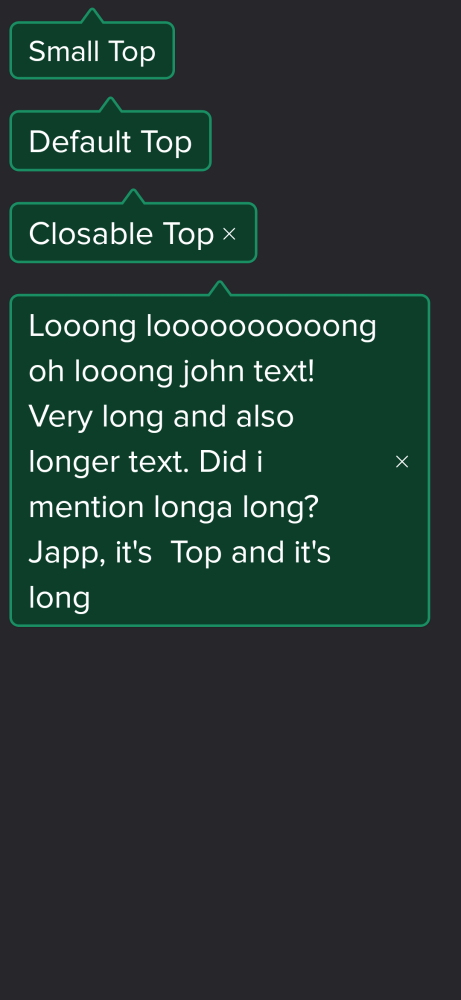 Small Top
Default Top
Closable Top ×
Looong loooooooooong
oh looong john text!
Very long and also
longer text. Did i
mention longa long?
Japp, it's  Top and it's
long
×